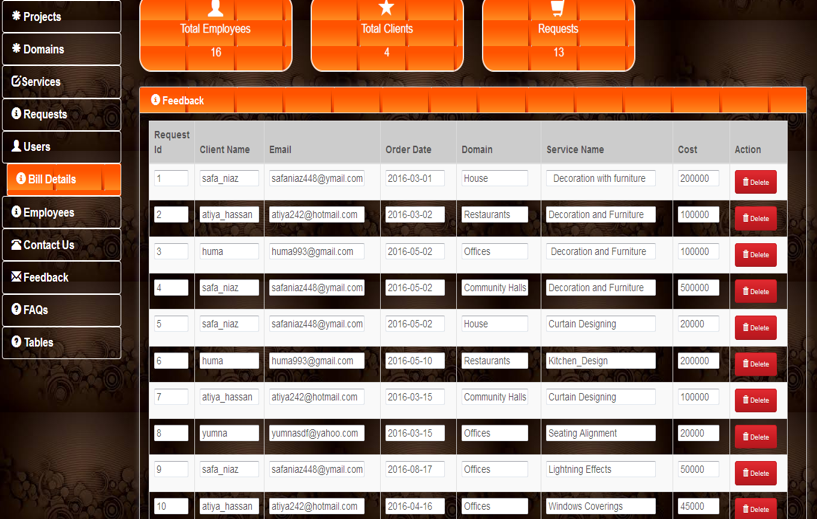 Projects
Domains
Services
Requests
Users
Bill Details
Employees
Contact Us
Feedback
FAQs
Tables
Total Employees
16
Total Clients
4
Requests
13
Feedback
Request Id Client Name Email Order Date Domain Service Name Cost Action
1 safa_niaz safaniaz448@ymail.com 2016-03-01 House Decoration with furniture 200000 Delete
2 atiya_hassan atiya242@hotmail.com 2016-03-02 Restaurants Decoration and Furniture 100000 Delete
3 huma huma993@gmail.com 2016-05-02 Offices Decoration and Furniture 100000 Delete
4 safa_niaz safaniaz448@ymail.com 2016-05-02 Community Halls Decoration and Furniture 500000 Delete
5 safa_niaz safaniaz448@ymail.com 2016-05-02 House Curtain Designing 20000 Delete
6 huma huma993@gmail.com 2016-05-10 Restaurants Kitchen_Design 200000 Delete
7 atiya_hassan atiya242@hotmail.com 2016-03-15 Community Halls Curtain Designing 100000 Delete
8 yumna yumnasdf@yahoo.com 2016-03-15 Offices Seating Alignment 20000 Delete
9 safa_niaz safaniaz448@ymail.com 2016-08-17 Offices Lightning Effects 50000 Delete
10 atiya_hassan atiya242@hotmail.com 2016-04-16 Offices Windows Coverings 45000 Delete